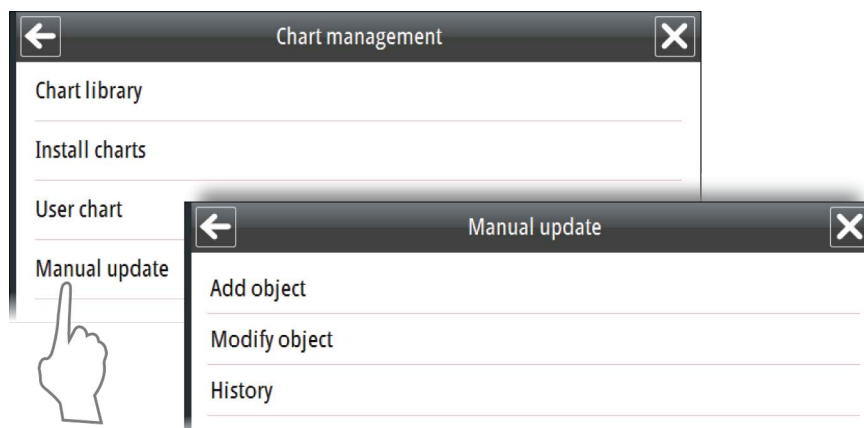 Chart management
Chart library
Install charts
User chart
Manual update
Manual update
Add object
Modify object
History